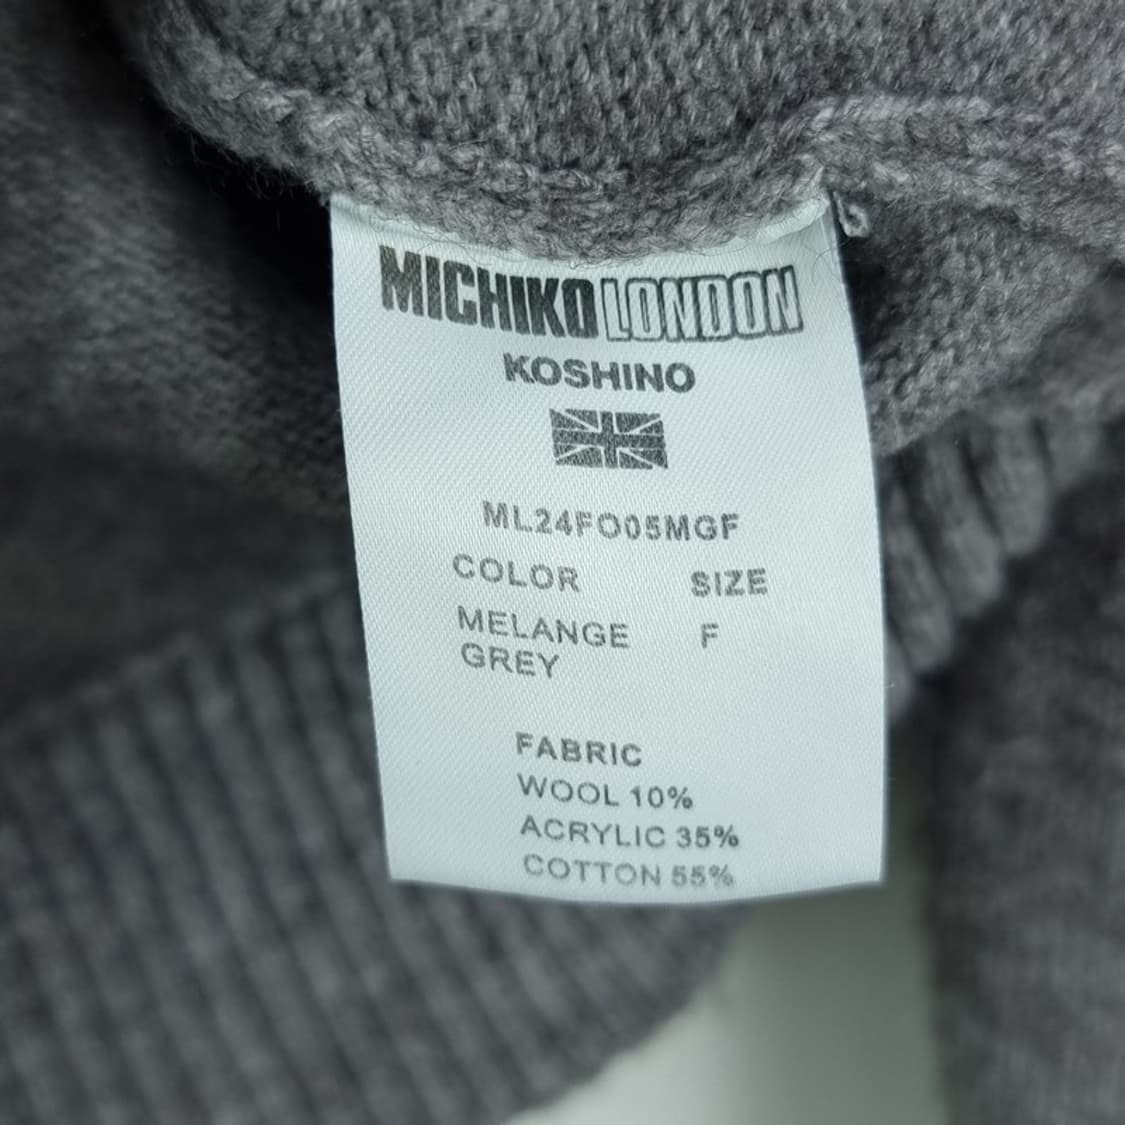 MICHIKO LONDON
KOSHINO
ML24FO05MGF
COLOR SIZE
MELANGE F
GREY
FABRIC
WOOL 10%
ACRYLIC 35%
COTTON 55%